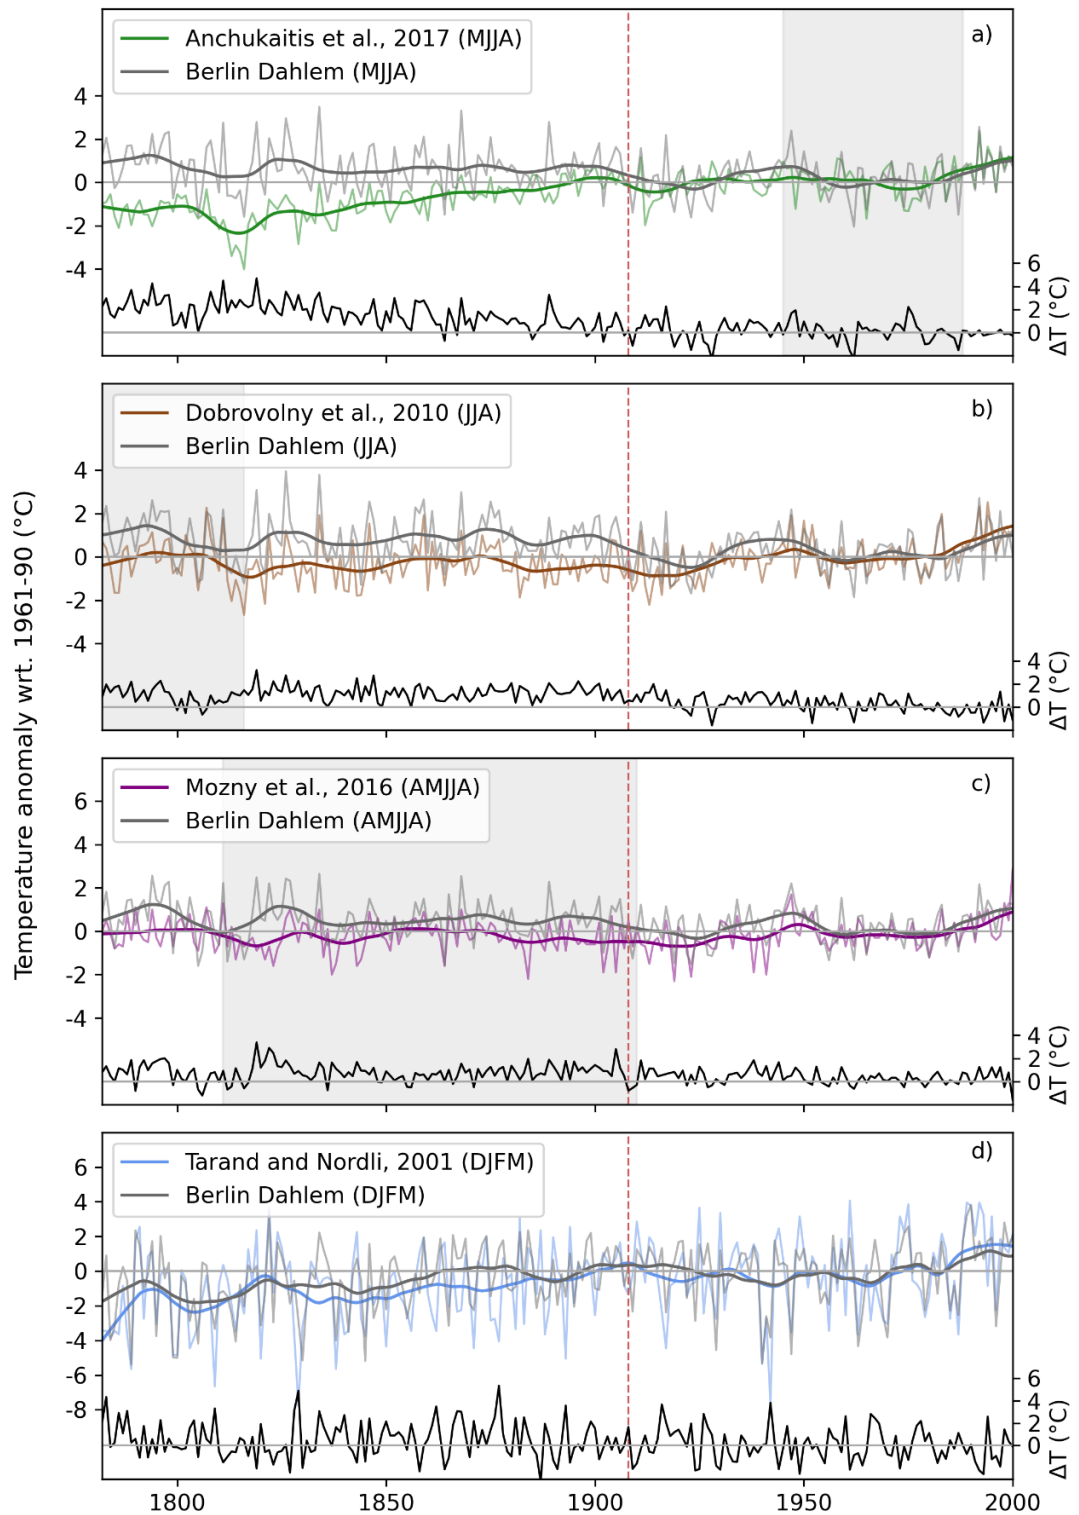 Temperature anomaly wrt. 1961-90 (°C)
Anchukaitis et al., 2017 (MJJA)
Berlin Dahlem (MJJA)
a)
4
2
0
-2
-4
6
4
2
0
ΔT (°C)
Dobrovolny et al., 2010 (JJA)
Berlin Dahlem (JJA)
b)
4
2
0
-2
-4
4
2
0
ΔT (°C)
Mozny et al., 2016 (AMJJA)
Berlin Dahlem (AMJJA)
c)
6
4
2
0
-2
-4
4
2
0
ΔT (°C)
Tarand and Nordli, 2001 (DJFM)
Berlin Dahlem (DJFM)
d)
6
4
2
0
-2
-4
-6
-8
6
4
2
0
ΔT (°C)
1800 1850 1900 1950 2000